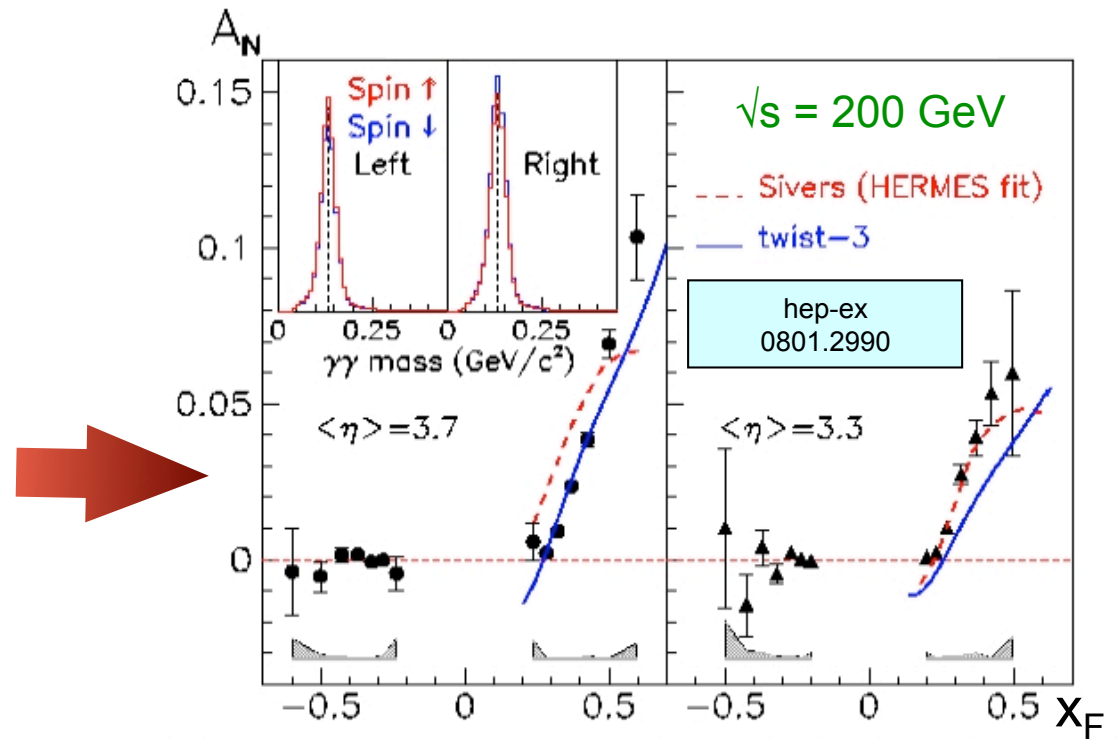 A_N
0.15
0.1
0.05
0
Spin ↑
Spin ↓
Left
Right
0 0.25 0 0.25
γγ mass (GeV/c²)
<η>=3.7
√s = 200 GeV
Sivers (HERMES fit)
twist-3
hep-ex
0801.2990
<η>=3.3
-0.5 0 0.5 -0.5 0 0.5 x_F